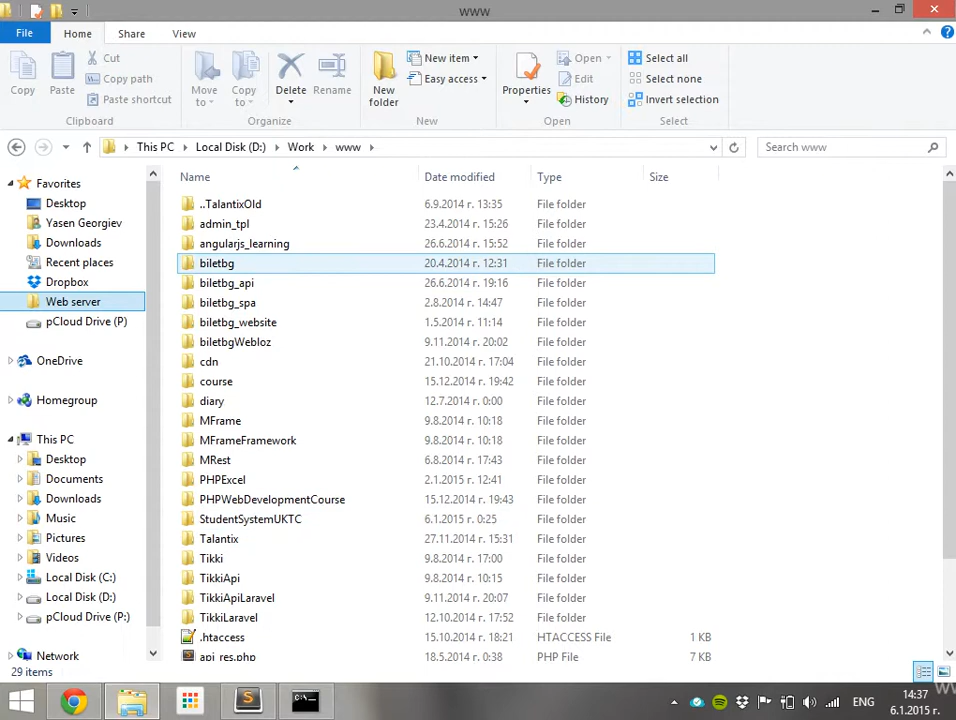 www
File Home Share View
Copy Paste Cut Copy path Paste shortcut Move to Copy to Delete Rename New folder New item Easy access Properties Open Edit History Select all Select none Invert selection
Clipboard Organize New Open Select
This PC Local Disk (D:) Work www Search www
Name Date modified Type Size
Favorites
Desktop
Yasen Georgiev
Downloads
Recent places
Dropbox
Web server
pCloud Drive (P)
OneDrive
Homegroup
This PC
Desktop
Documents
Downloads
Music
Pictures
Videos
Local Disk (C:)
Local Disk (D:)
pCloud Drive (P:)
Network
..TalantixOld 6.9.2014 г. 13:35 File folder
admin_tpl 23.4.2014 г. 15:26 File folder
angularjs_learning 26.6.2014 г. 15:52 File folder
biletbg 20.4.2014 г. 12:31 File folder
biletbg_api 26.6.2014 г. 19:16 File folder
biletbg_spa 2.8.2014 г. 14:47 File folder
biletbg_website 1.5.2014 г. 11:14 File folder
biletbgWebloz 9.11.2014 г. 20:02 File folder
cdn 21.10.2014 г. 17:04 File folder
course 15.12.2014 г. 19:42 File folder
diary 12.7.2014 г. 0:00 File folder
MFrame 9.8.2014 г. 10:18 File folder
MFrameFramework 9.8.2014 г. 10:18 File folder
MRest 6.8.2014 г. 17:43 File folder
PHPExcel 2.1.2015 г. 12:41 File folder
PHPWebDevelopmentCourse 15.12.2014 г. 19:43 File folder
StudentSystemUKTC 6.1.2015 г. 0:25 File folder
Talantix 27.11.2014 г. 15:31 File folder
Tikki 9.8.2014 г. 17:00 File folder
TikkiApi 9.8.2014 г. 10:15 File folder
TikkiApiLaravel 9.11.2014 г. 20:07 File folder
TikkiLaravel 12.10.2014 г. 17:52 File folder
.htaccess 15.10.2014 г. 18:21 HTACCESS File 1 KB
api_res.php 18.5.2014 г. 0:38 PHP File 7 KB
29 items
ENG 14:37
6.1.2015 г.